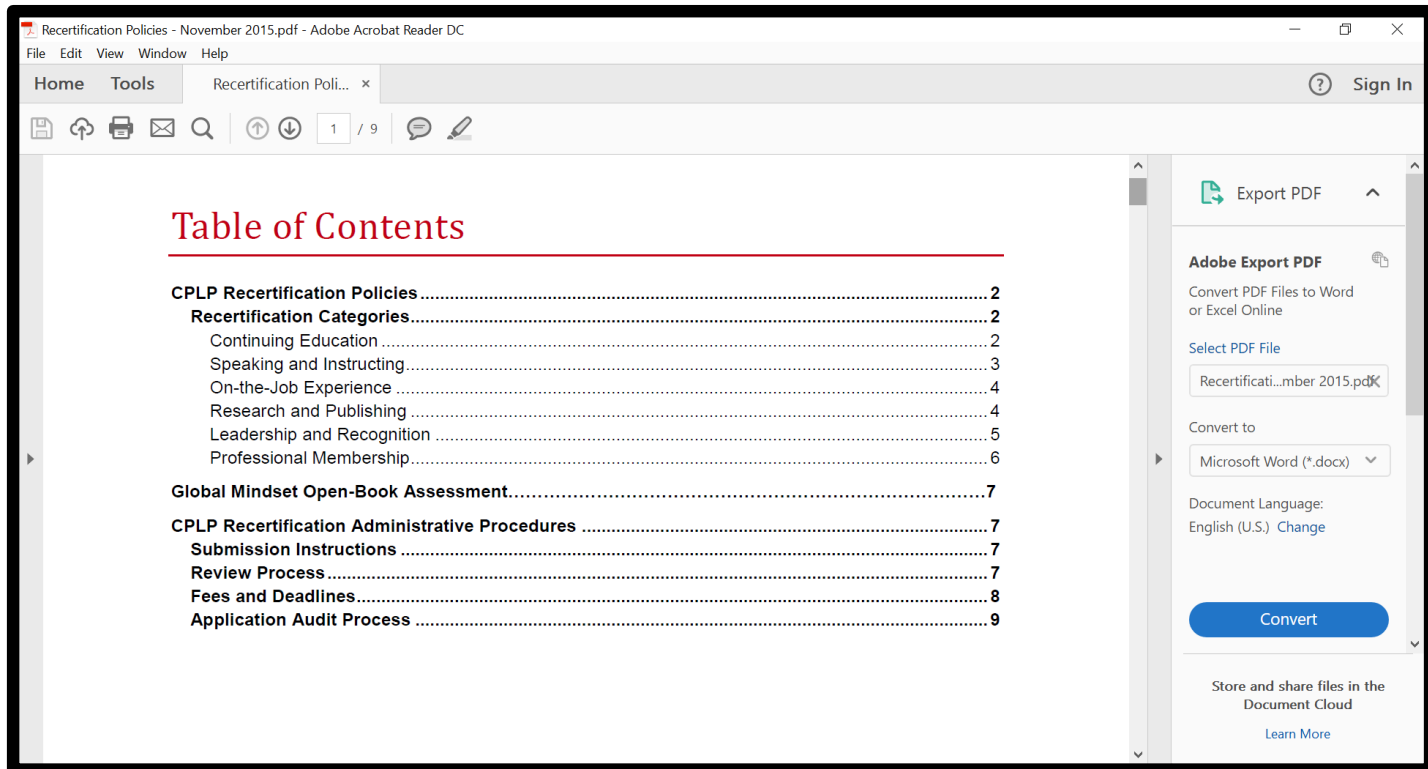 Recertification Policies - November 2015.pdf - Adobe Acrobat Reader DC
File Edit View Window Help
Home Tools Recertification Poli... × ? Sign In
1 / 9
Table of Contents
CPLP Recertification Policies........................................................................................................2
Recertification Categories........................................................................................................2
Continuing Education........................................................................................................2
Speaking and Instructing........................................................................................................3
On-the-Job Experience........................................................................................................4
Research and Publishing........................................................................................................4
Leadership and Recognition........................................................................................................5
Professional Membership........................................................................................................6
Global Mindset Open-Book Assessment........................................................................................................7
CPLP Recertification Administrative Procedures........................................................................................................7
Submission Instructions........................................................................................................7
Review Process........................................................................................................7
Fees and Deadlines........................................................................................................8
Application Audit Process........................................................................................................9
Export PDF
Adobe Export PDF
Convert PDF Files to Word
or Excel Online
Select PDF File
Recertificati...mber 2015.pdf
Convert to
Microsoft Word (*.docx)
Document Language:
English (U.S.) Change
Convert
Store and share files in the
Document Cloud
Learn More